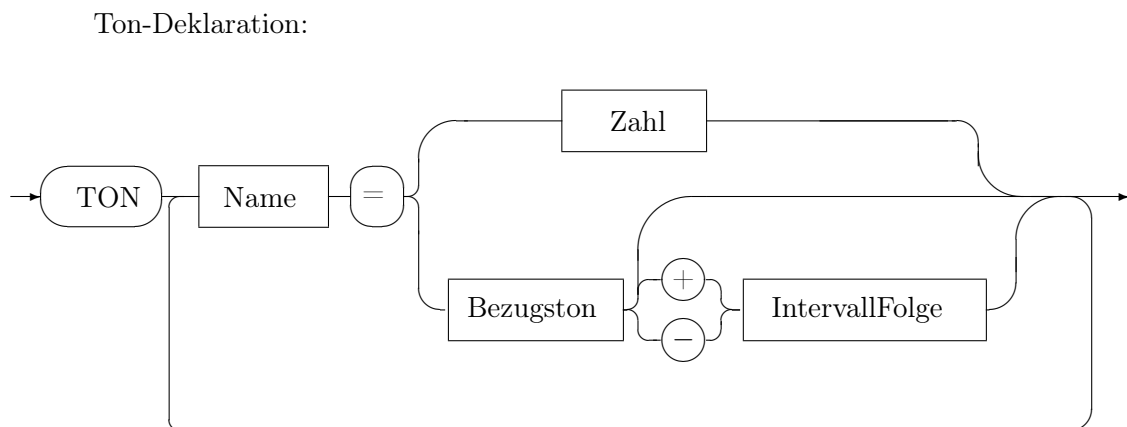 Ton-Deklaration:
Zahl
TON Name =
Bezugston + IntervallFolge
−